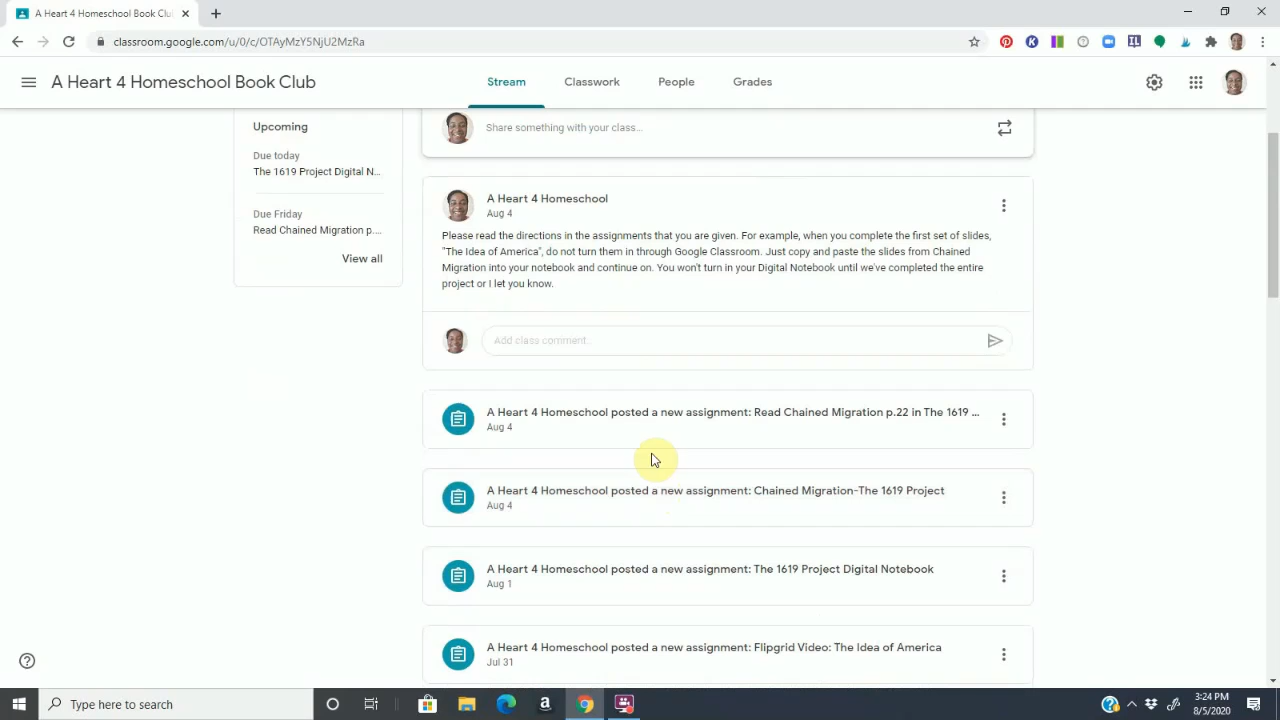 A Heart 4 Homeschool Book Clu
classroom.google.com/u/0/c/OTAyMzY5NjU2MzRa
A Heart 4 Homeschool Book Club
Stream
Classwork
People
Grades
Upcoming
Due today
The 1619 Project Digital N...
Due Friday
Read Chained Migration p....
View all
Share something with your class...
A Heart 4 Homeschool
Aug 4
Please read the directions in the assignments that you are given. For example, when you complete the first set of slides,
"The Idea of America", do not turn them in through Google Classroom. Just copy and paste the slides from Chained
Migration into your notebook and continue on. You won't turn in your Digital Notebook until we've completed the entire
project or I let you know.
Add class comment...
A Heart 4 Homeschool posted a new assignment: Read Chained Migration p.22 in The 1619 ...
Aug 4
A Heart 4 Homeschool posted a new assignment: Chained Migration-The 1619 Project
Aug 4
A Heart 4 Homeschool posted a new assignment: The 1619 Project Digital Notebook
Aug 1
A Heart 4 Homeschool posted a new assignment: Flipgrid Video: The Idea of America
Jul 31
Type here to search
3:24 PM
8/5/2020